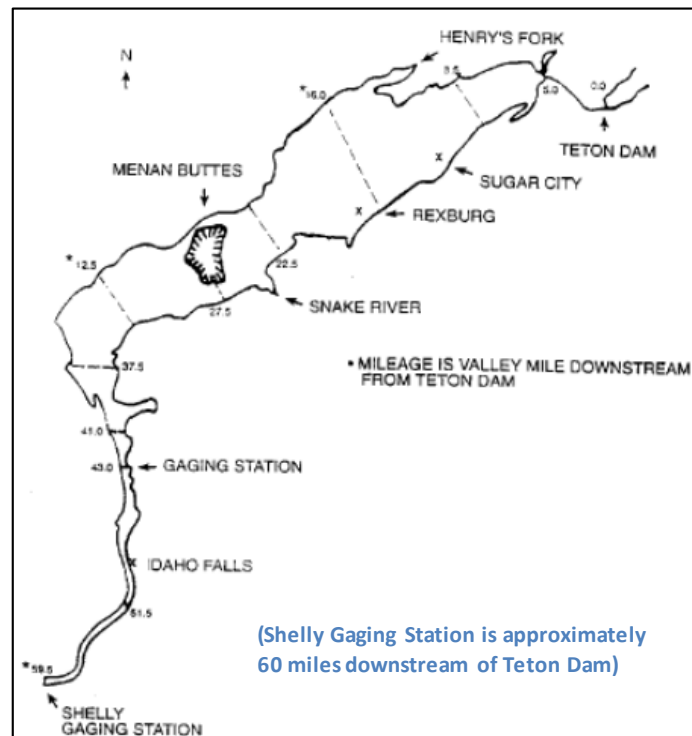 HENRY'S FORK
N
8.5
0.0
5.0
*16.0
TETON DAM
MENAN BUTTES
SUGAR CITY
REXBURG
*12.5
22.5
SNAKE RIVER
27.5
* MILEAGE IS VALLEY MILE DOWNSTREAM
FROM TETON DAM
37.5
41.0
43.0
GAGING STATION
X IDAHO FALLS
51.5
(Shelly Gaging Station is approximately
60 miles downstream of Teton Dam)
*59.5
SHELLY
GAGING STATION